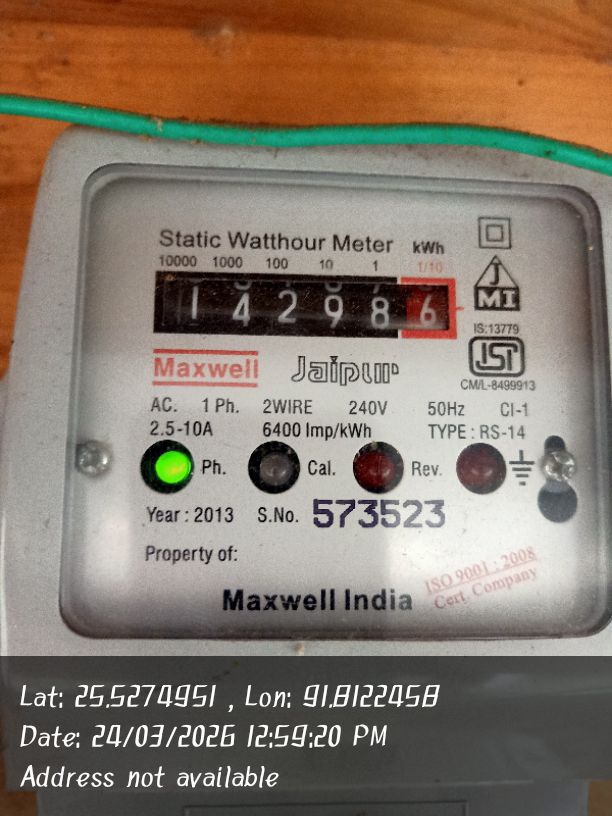 Static Watthour Meter kWh
10000 1000 100 10 1 1/10
1 4 2 9 8 6
J
MI
IS:13779
ISI
CM/L-8499913
Maxwell Jaipur
AC. 1 Ph. 2WIRE 240V 50Hz Cl-1
2.5-10A 6400 Imp/kWh TYPE : RS-14
Ph. Cal. Rev.
Year : 2013 S.No. 573523
Property of:
ISO 9001 : 2008
Cert. Company
Maxwell India
Lat: 25.5274951 , Lon: 91.8122458
Date: 24/03/2026 12:59:20 PM
Address not available